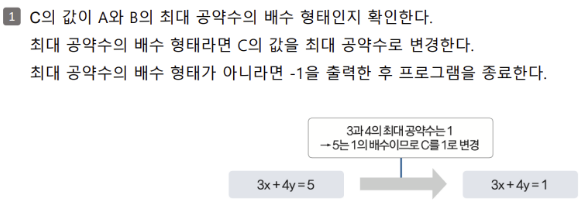 1 C의 값이 A와 B의 최대 공약수의 배수 형태인지 확인한다.
최대 공약수의 배수 형태라면 C의 값을 최대 공약수로 변경한다.
최대 공약수의 배수 형태가 아니라면 -1을 출력한 후 프로그램을 종료한다.
3과 4의 최대 공약수는 1
→ 5는 1의 배수이므로 C를 1로 변경
3x + 4y = 5
3x + 4y = 1